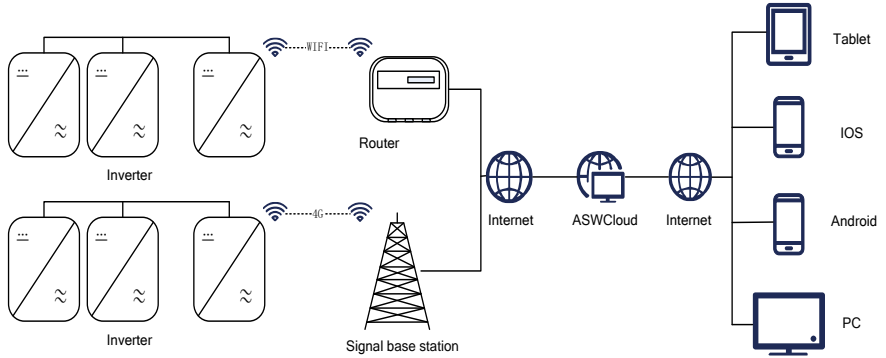 WIFI
Router
Inverter
4G
Signal base station
Inverter
Internet
ASWCloud
Internet
Tablet
IOS
Android
PC